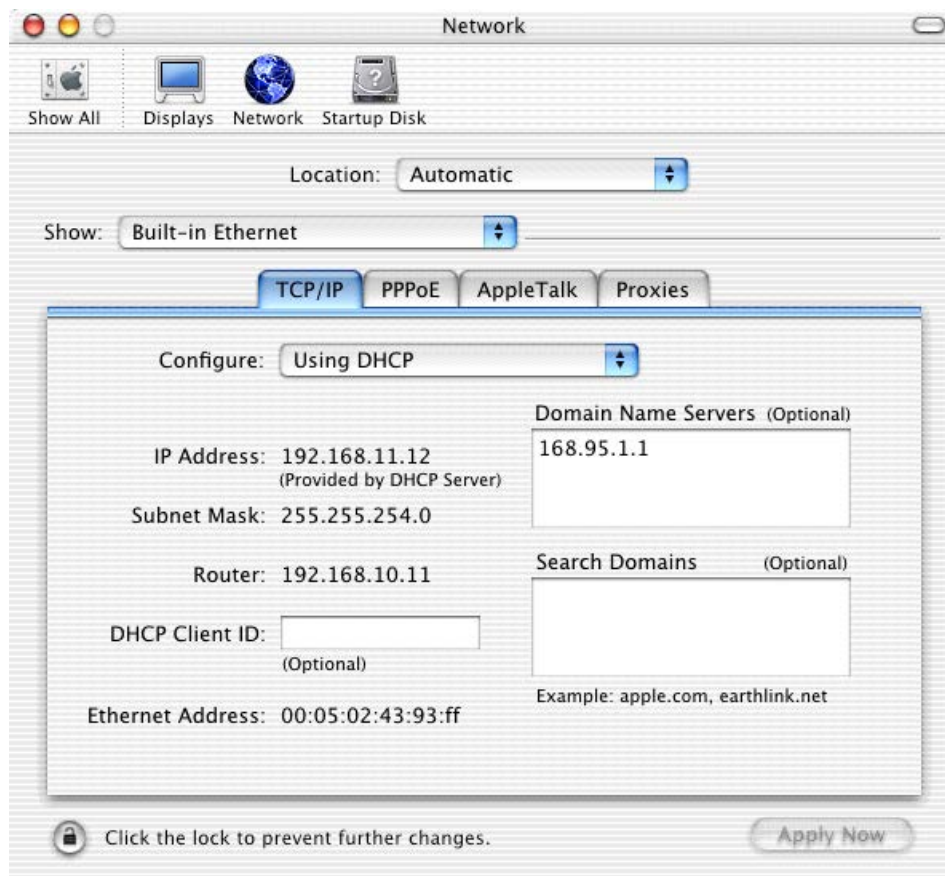 Network
Show All Displays Network Startup Disk
Location: Automatic
Show: Built-in Ethernet
TCP/IP PPPoE AppleTalk Proxies
Configure: Using DHCP
Domain Name Servers (Optional)
168.95.1.1
IP Address: 192.168.11.12
(Provided by DHCP Server)
Subnet Mask: 255.255.254.0
Search Domains (Optional)
Router: 192.168.10.11
DHCP Client ID:
(Optional)
Example: apple.com, earthlink.net
Ethernet Address: 00:05:02:43:93:ff
Click the lock to prevent further changes.
Apply Now